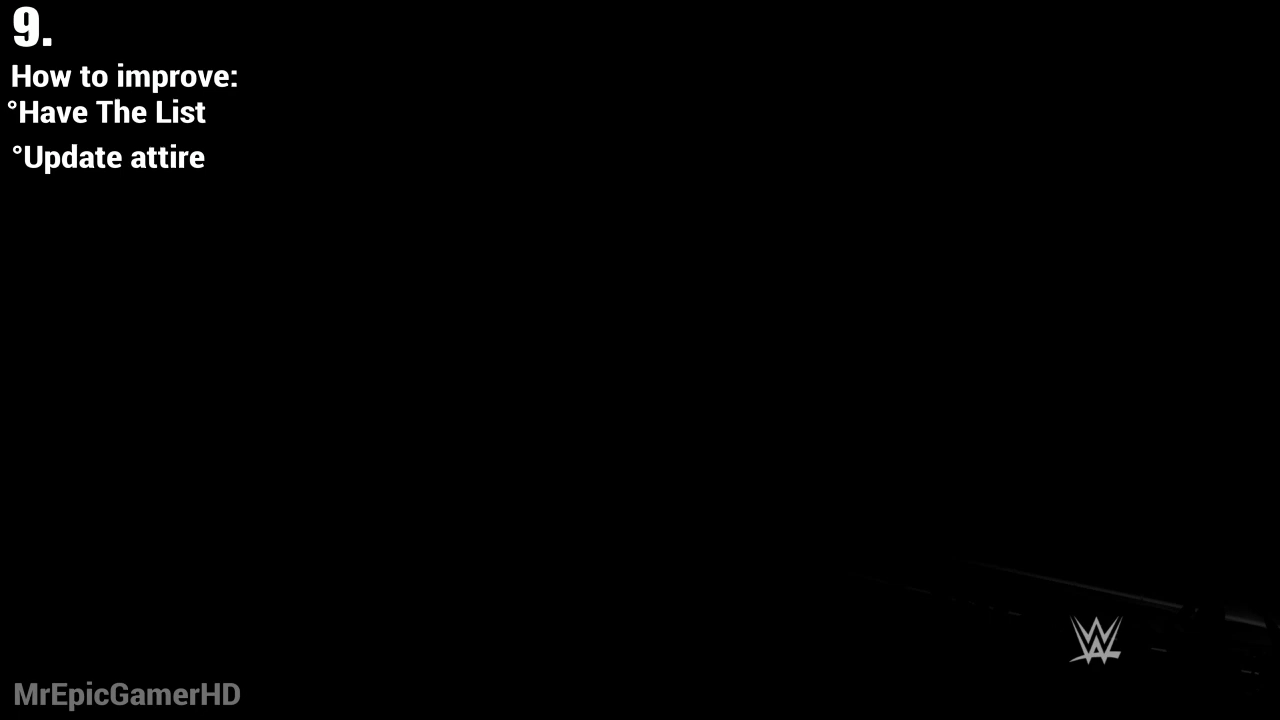 9.
How to improve:
°Have The List
°Update attire
W
MrEpicGamerHD